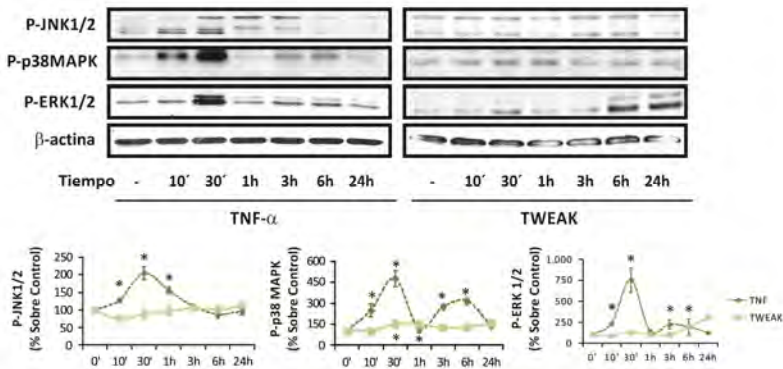 P-JNK1/2
P-p38MAPK
P-ERK1/2
β-actina
Tiempo - 10´ 30´ 1h 3h 6h 24h - 10´ 30´ 1h 3h 6h 24h
TNF-α TWEAK
P-JNK1/2
(% Sobre Control)
250
200
150
100
50
0
* * *
0' 10' 30' 1h 3h 6h 24h
P-p38 MAPK
(% Sobre Control)
600
450
300
150
0
* * * * * *
0' 10' 30' 1h 3h 6h 24h
P-ERK 1/2
(% Sobre Control)
1.000
750
500
250
0
* * * *
0' 10' 30' 1h 3h 6h 24h
TNF
TWEAK